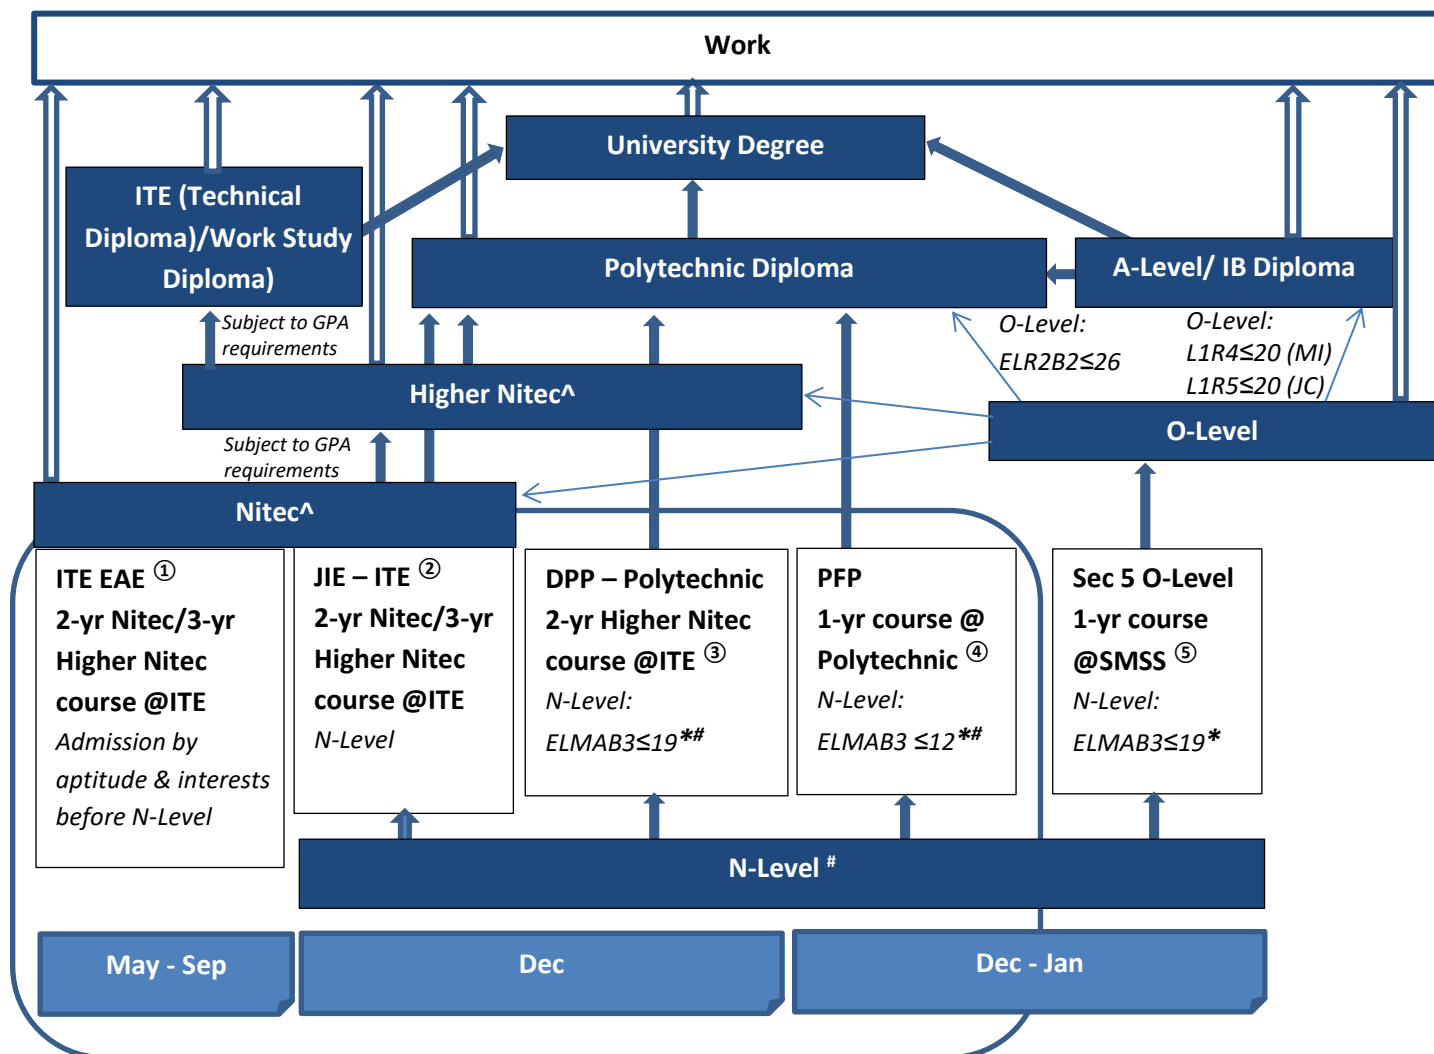 Work
University Degree
ITE (Technical
Diploma)/Work Study
Diploma)
Polytechnic Diploma
A-Level/ IB Diploma
Subject to GPA
requirements
O-Level:
ELR2B2≤26
O-Level:
L1R4≤20 (MI)
L1R5≤20 (JC)
Higher Nitec^
O-Level
Subject to GPA
requirements
Nitec^
ITE EAE ①
2-yr Nitec/3-yr
Higher Nitec
course @ITE
Admission by
aptitude & interests
before N-Level
JIE – ITE ②
2-yr Nitec/3-yr
Higher Nitec
course @ITE
N-Level
DPP – Polytechnic
2-yr Higher Nitec
course @ITE ③
N-Level:
ELMAB3≤19*#
PFP
1-yr course @
Polytechnic ④
N-Level:
ELMAB3 ≤12*#
Sec 5 O-Level
1-yr course
@SMSS ⑤
N-Level:
ELMAB3≤19*
N-Level #
May - Sep
Dec
Dec - Jan